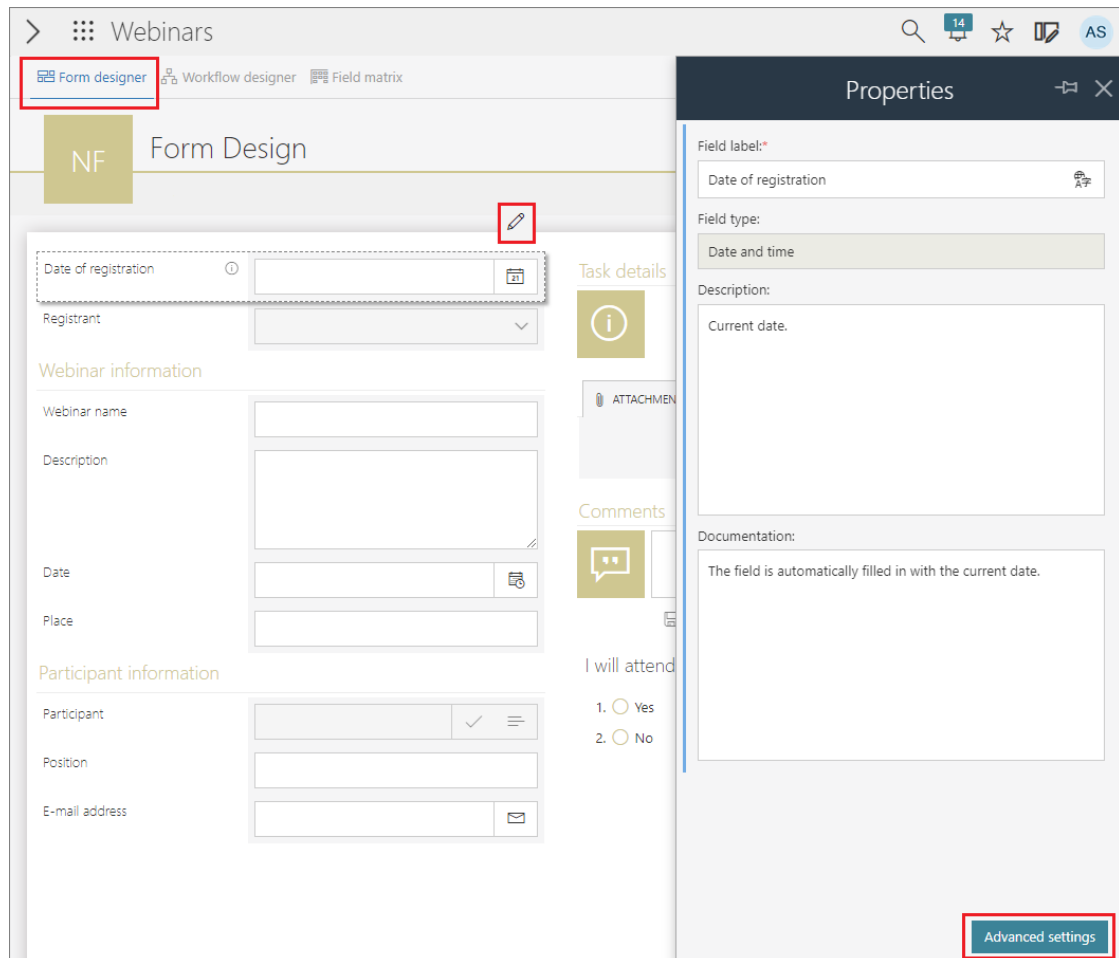 Webinars
14
AS
Form designer
Workflow designer
Field matrix
NF
Form Design
Date of registration
21
Registrant
Webinar information
Webinar name
Description
Date
Place
Participant information
Participant
Position
E-mail address
Task details
ATTACHMEN
Comments
I will attend
1. Yes
2. No
Properties
Field label:*
Date of registration
Field type:
Date and time
Description:
Current date.
Documentation:
The field is automatically filled in with the current date.
Advanced settings